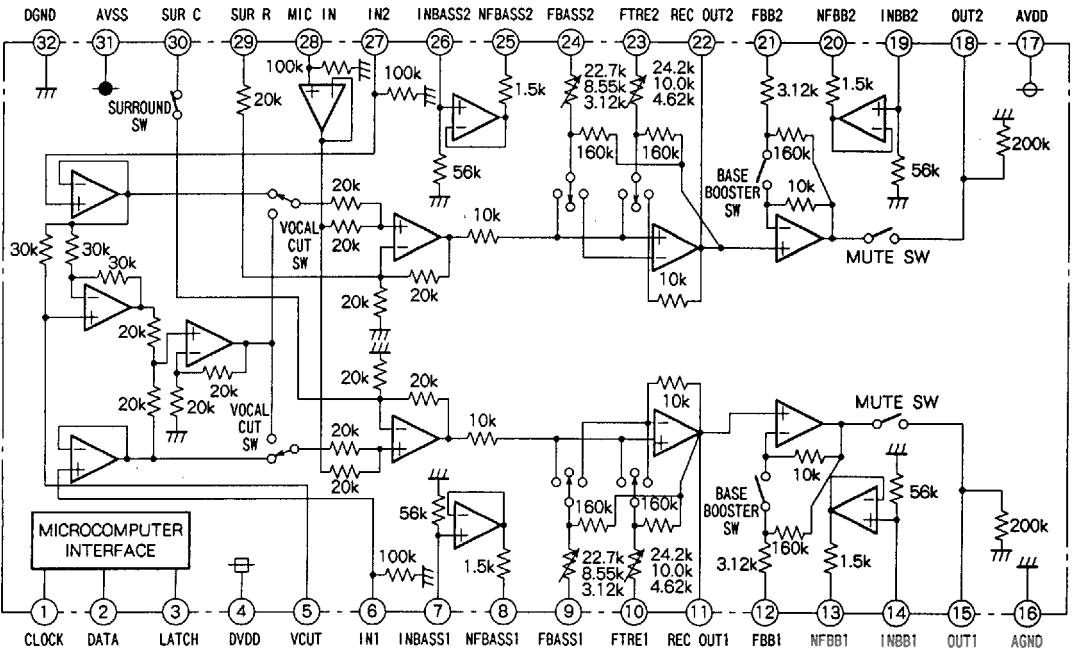 DGND AVSS SUR C SUR R MIC IN IN2 INBASS2 NFBASS2 FBASS2 FTRE2 REC OUT2 FBB2 NFBB2 INBB2 OUT2 AVDD
32 31 30 29 28 27 26 25 24 23 22 21 20 19 18 17
100k
100k
20k
1.5k
22.7k
8.55k
3.12k
24.2k
10.0k
4.62k
3.12k
1.5k
SURROUND
SW
200k
160k
160k
160k
56k
56k
BASE
BOOSTER
SW
10k
20k
20k
VOCAL
CUT
SW
10k
30k
30k
30k
MUTE SW
20k
10k
20k
20k
20k
20k
20k
20k
20k
20k
VOCAL
CUT
SW
20k
20k
10k
10k
MUTE SW
10k
56k
56k
BASE
BOOSTER
SW
160k
160k
160k
200k
MICROCOMPUTER
INTERFACE
100k
1.5k
22.7k
8.55k
3.12k
24.2k
10.0k
4.62k
3.12k
1.5k
1 2 3 4 5 6 7 8 9 10 11 12 13 14 15 16
CLOCK DATA LATCH DVDD VCUT IN1 INBASS1 NFBASS1 FBASS1 FTRE1 REC OUT1 FBB1 NFBB1 INBB1 OUT1 AGND